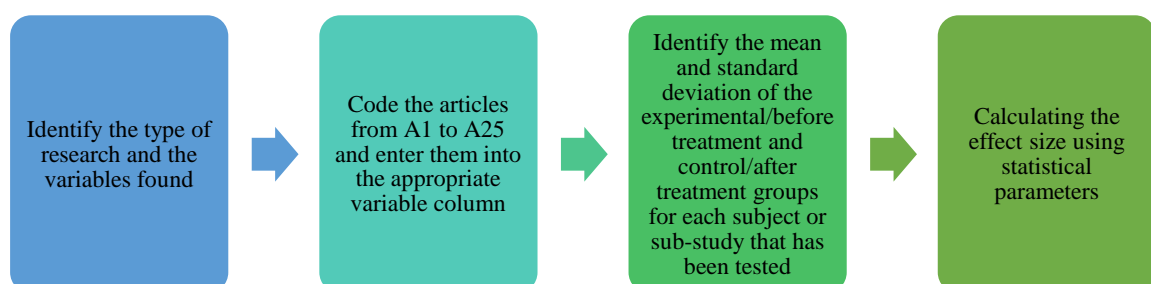 Identify the type of
research and the
variables found
Code the articles
from A1 to A25
and enter them into
the appropriate
variable column
Identify the mean
and standard
deviation of the
experimental/before
treatment and
control/after
treatment groups
for each subject or
sub-study that has
been tested
Calculating the
effect size using
statistical
parameters